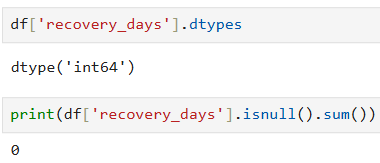 df['recovery_days'].dtypes
dtype('int64')
print(df['recovery_days'].isnull().sum())
0